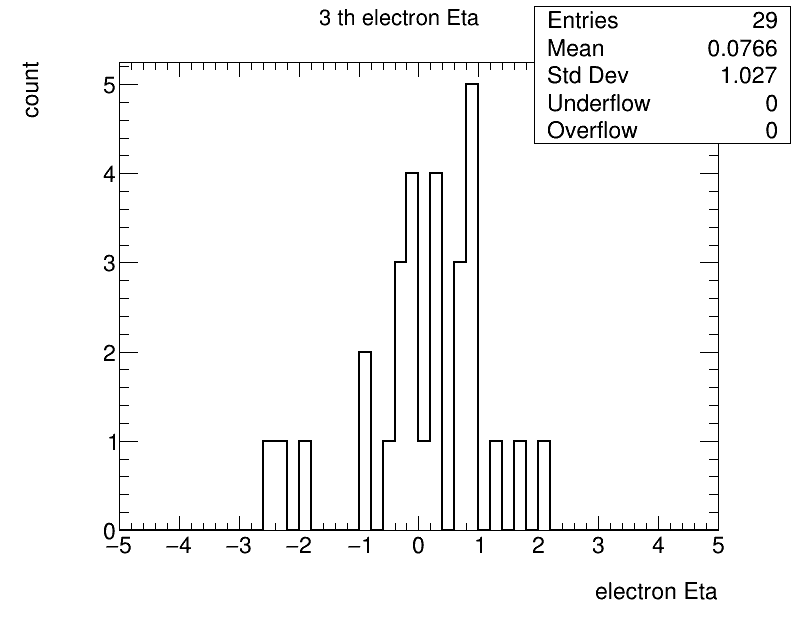 3 th electron Eta
Entries 29
Mean 0.0766
Std Dev 1.027
Underflow 0
Overflow 0
count
5
4
3
2
1
0
−5 −4 −3 −2 −1 0 1 2 3 4 5
electron Eta